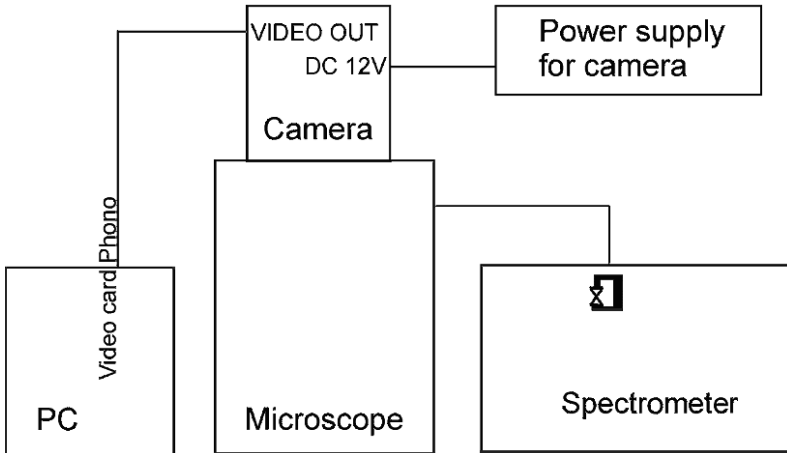 VIDEO OUT
DC 12V
Camera
Power supply
for camera
Video card Phono
PC
Microscope
Spectrometer